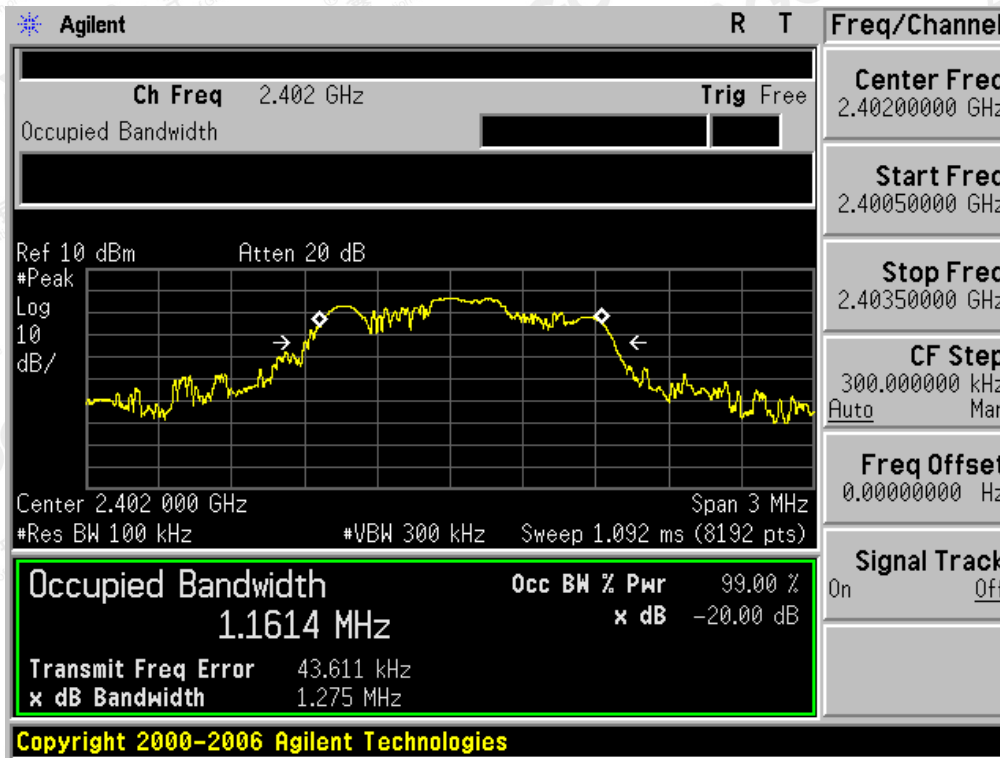 Agilent R T Freq/Channel
Ch Freq 2.402 GHz Trig Free
Occupied Bandwidth
Center Freq
2.40200000 GHz
Start Freq
2.40050000 GHz
Stop Freq
2.40350000 GHz
CF Step
300.000000 kHz
Auto Man
Freq Offset
0.00000000 Hz
Signal Track
On Off
Ref 10 dBm Atten 20 dB
#Peak
Log
10
dB/
Center 2.402 000 GHz Span 3 MHz
#Res BW 100 kHz #VBW 300 kHz Sweep 1.092 ms (8192 pts)
Occupied Bandwidth Occ BW % Pwr 99.00 %
1.1614 MHz x dB -20.00 dB
Transmit Freq Error 43.611 kHz
x dB Bandwidth 1.275 MHz
Copyright 2000-2006 Agilent Technologies